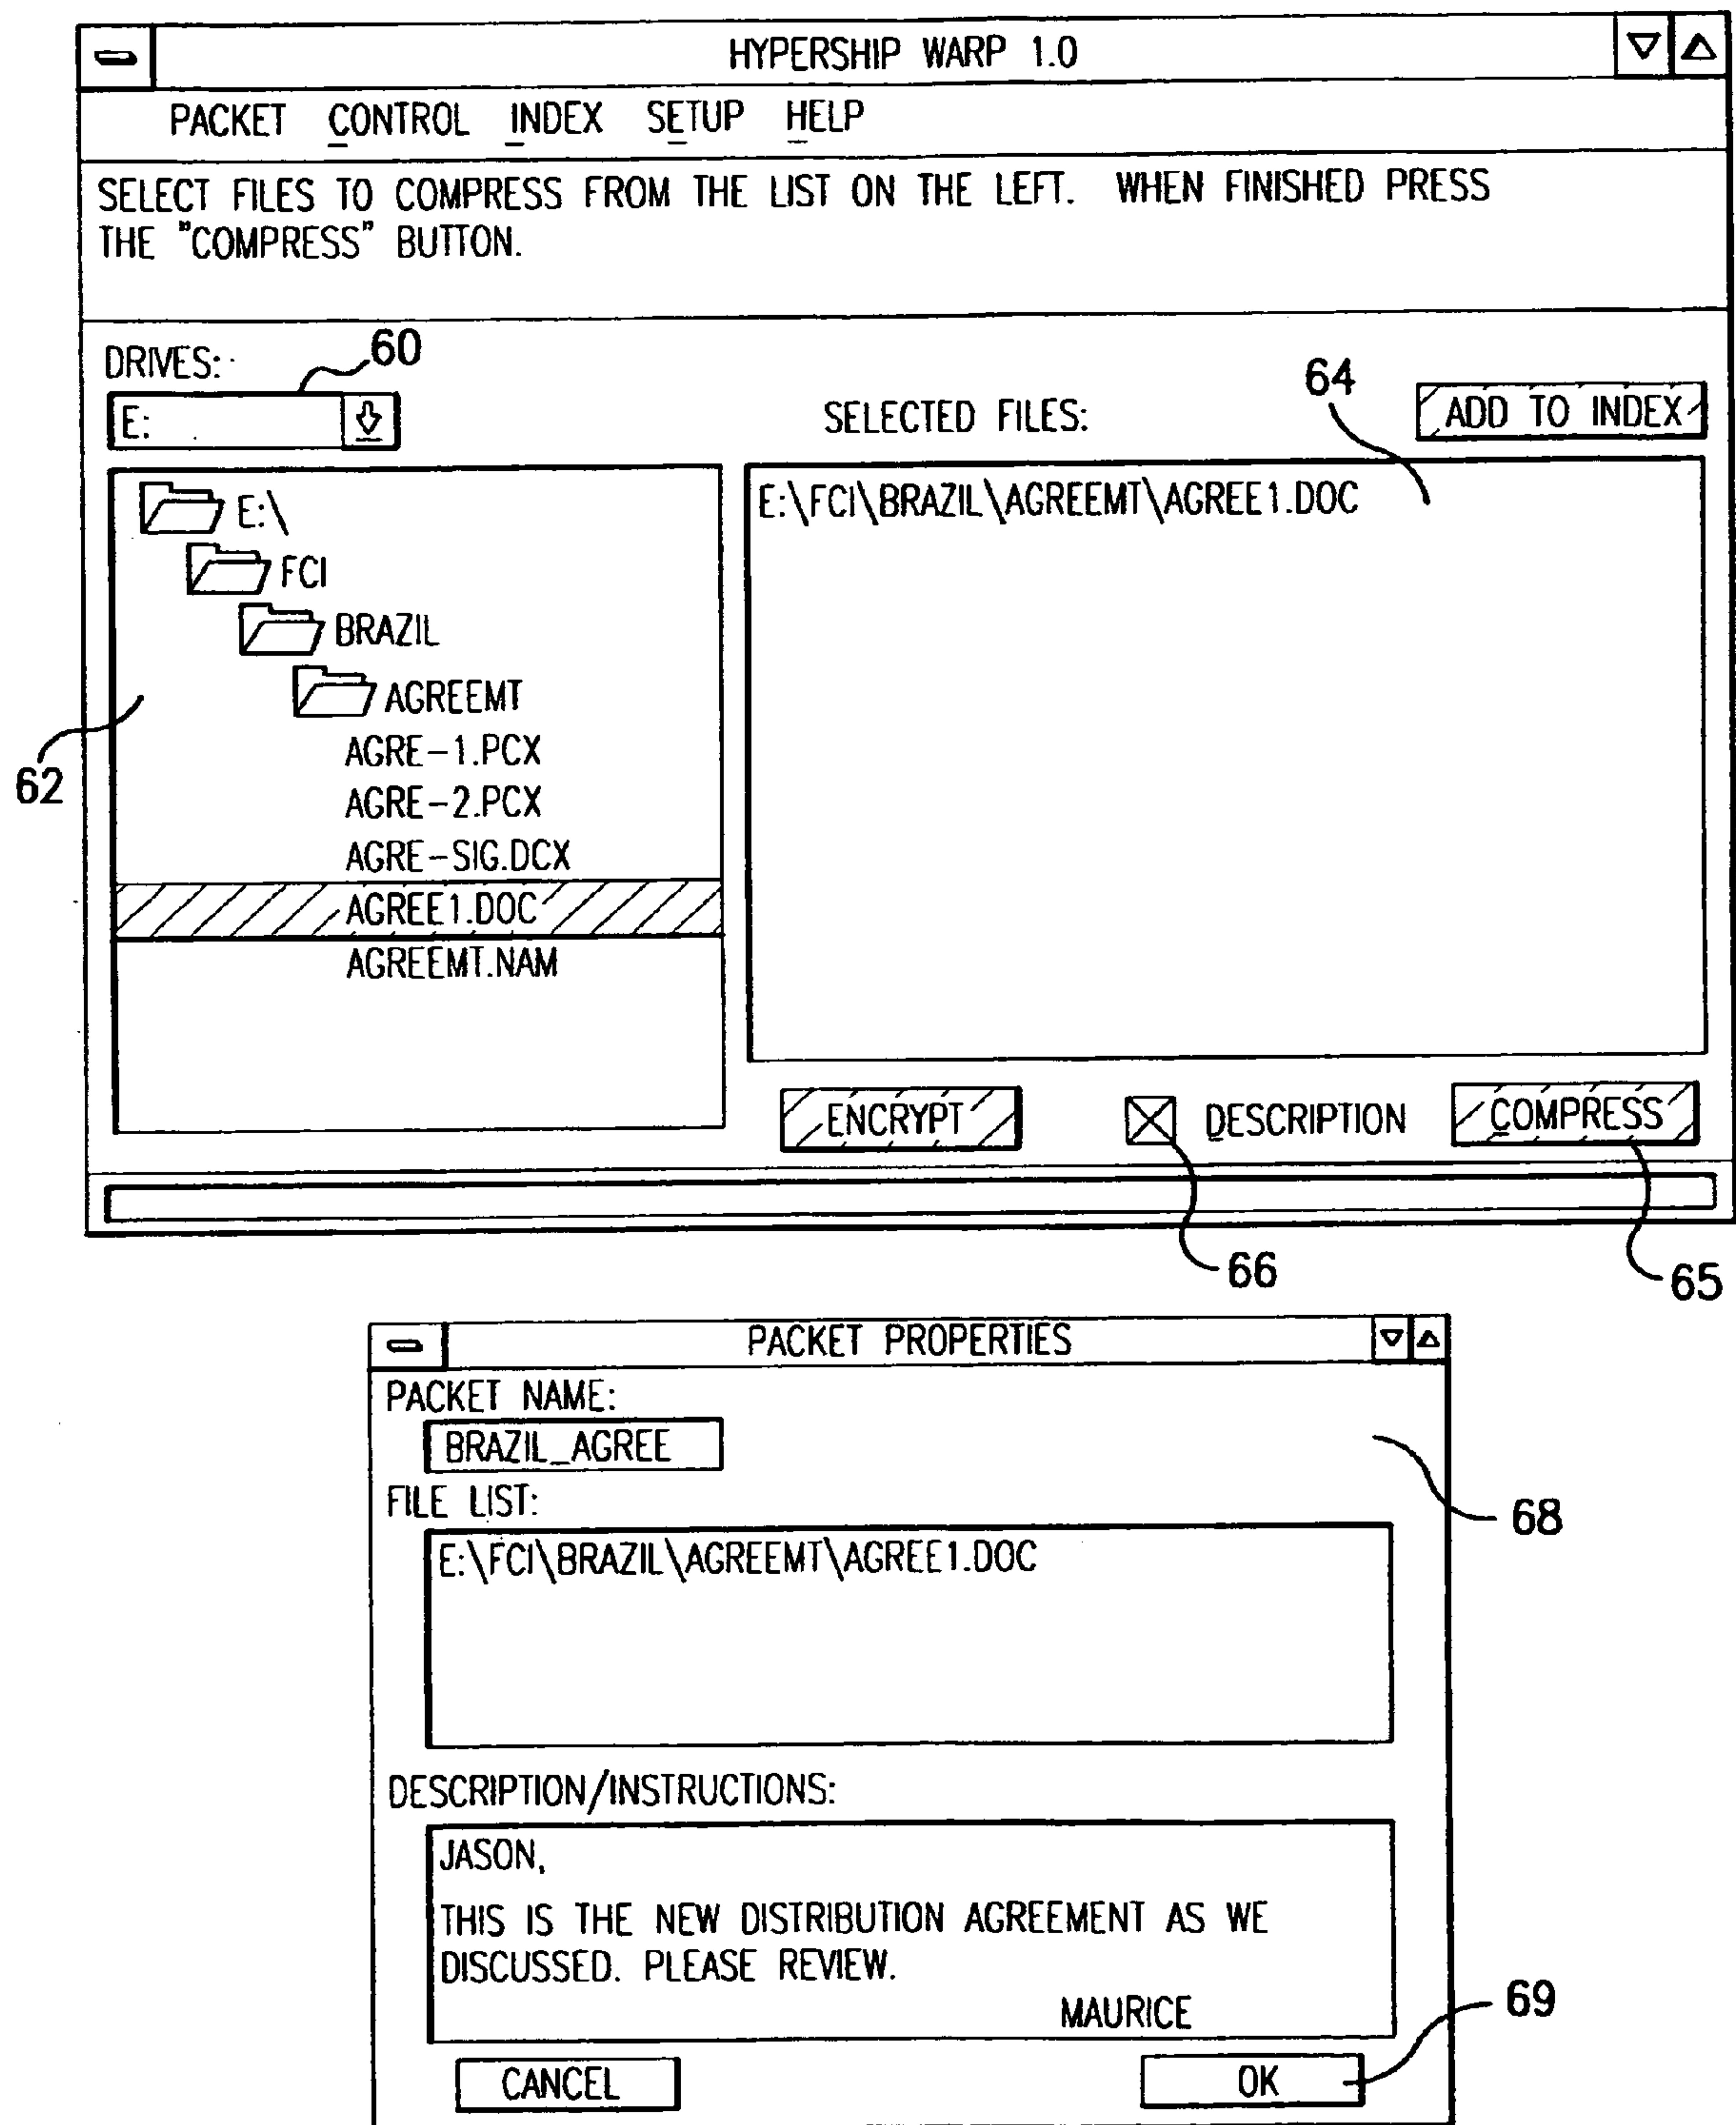 HYPERSHIP WARP 1.0
PACKET CONTROL INDEX SETUP HELP
SELECT FILES TO COMPRESS FROM THE LIST ON THE LEFT. WHEN FINISHED PRESS
THE "COMPRESS" BUTTON.
DRIVES:
60
E:
SELECTED FILES:
64
ADD TO INDEX
E:\
FCI
BRAZIL
AGREEMT
AGRE-1.PCX
AGRE-2.PCX
AGRE-SIG.DCX
AGREE1.DOC
AGREEMT.NAM
62
E:\FCI\BRAZIL\AGREEMT\AGREE1.DOC
ENCRYPT
DESCRIPTION
COMPRESS
66
65
PACKET PROPERTIES
PACKET NAME:
BRAZIL_AGREE
68
FILE LIST:
E:\FCI\BRAZIL\AGREEMT\AGREE1.DOC
DESCRIPTION/INSTRUCTIONS:
JASON,
THIS IS THE NEW DISTRIBUTION AGREEMENT AS WE
DISCUSSED. PLEASE REVIEW.
MAURICE
69
CANCEL
OK